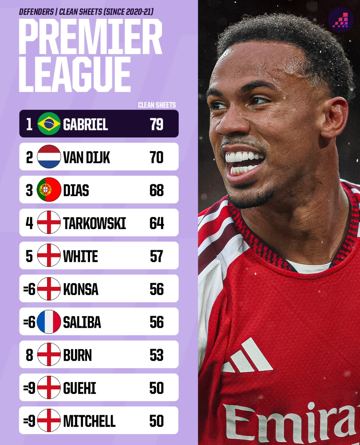 DEFENDERS | CLEAN SHEETS (SINCE 2020-21)
PREMIER
LEAGUE
CLEAN SHEETS
1 GABRIEL 79
2 VAN DIJK 70
3 DIAS 68
4 TARKOWSKI 64
5 WHITE 57
=6 KONSA 56
=6 SALIBA 56
8 BURN 53
=9 GUEHI 50
=9 MITCHELL 50
Emirates